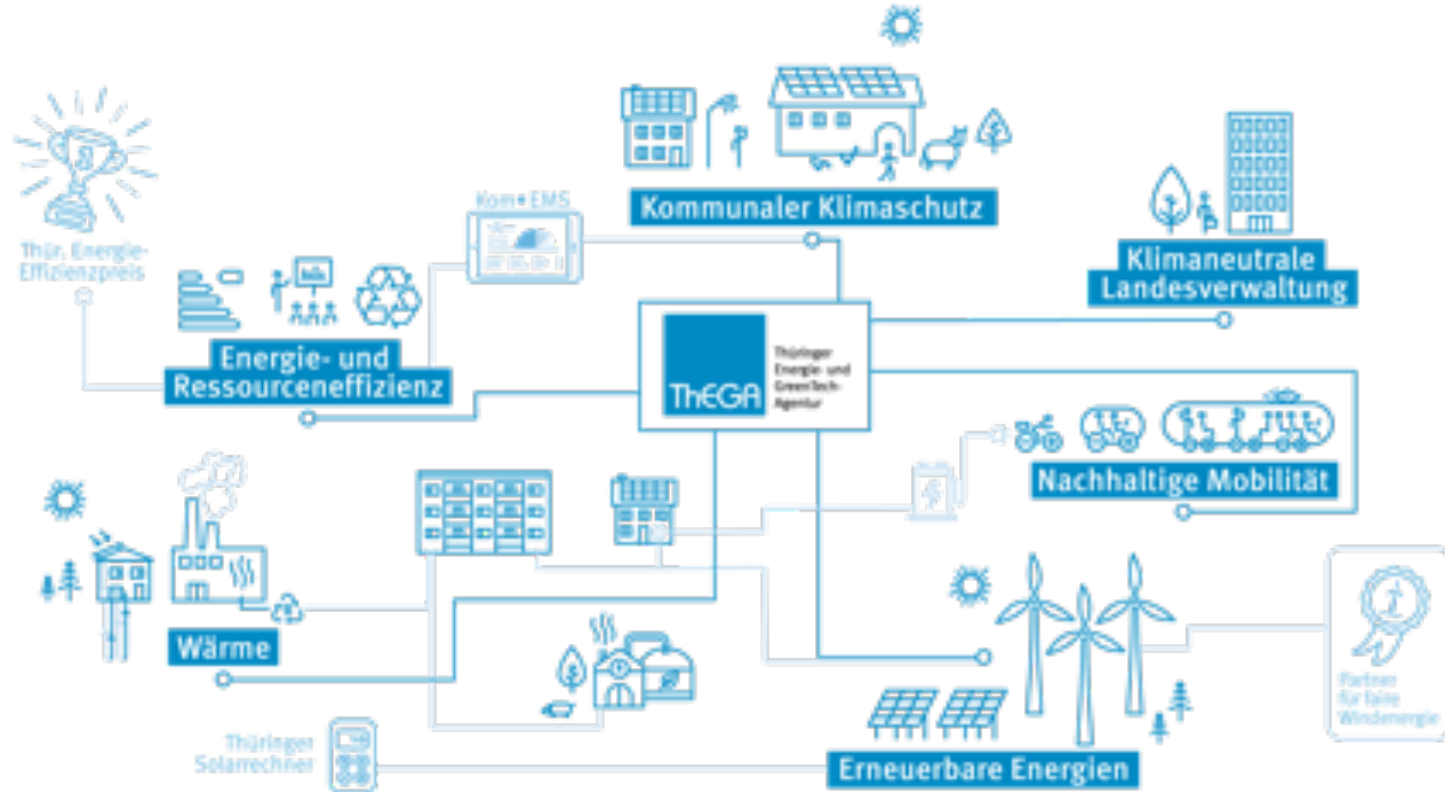 Kommunaler Klimaschutz
Kom•EMS
Thür. Energie-
Effizienzpreis
Klimaneutrale
Landesverwaltung
Energie- und
Ressourceneffizienz
ThEGA
Thüringer
Energie- und
GreenTech-
Agentur
Nachhaltige Mobilität
Wärme
Partner
für faire
Windenergie
Thüringer
Solarrechner
Erneuerbare Energien